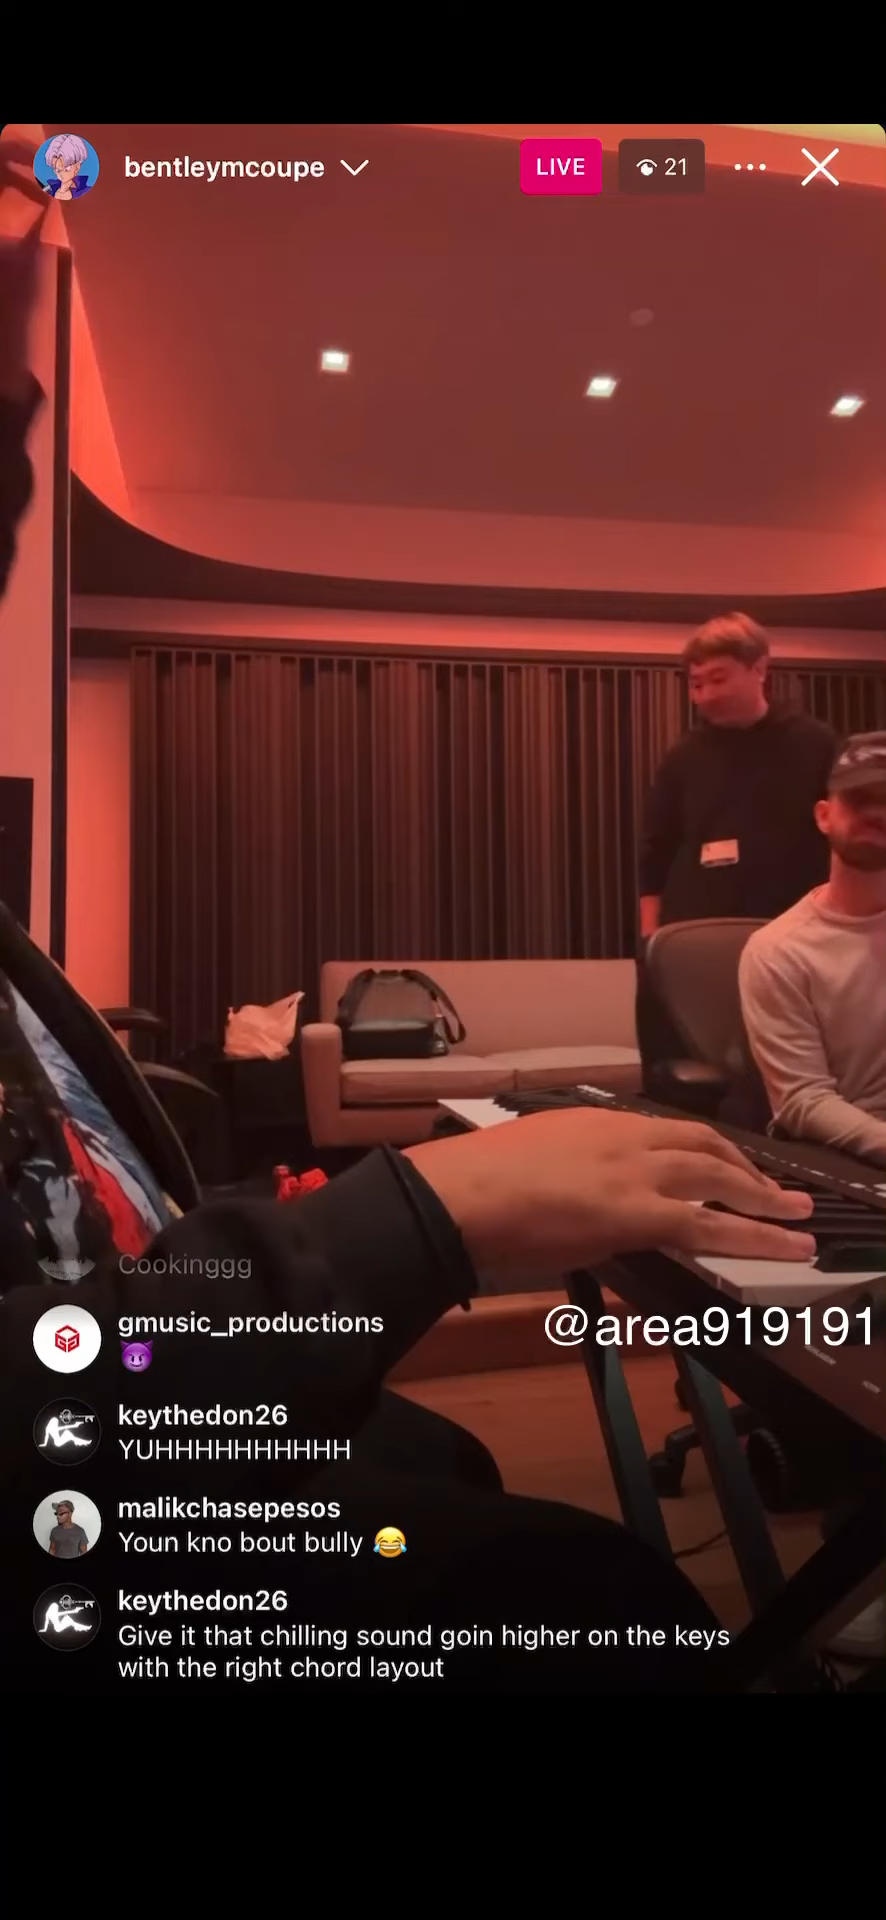 bentleymcoupe
LIVE
21
Cookinggg
gmusic_productions
😈
keythedon26
YUHHHHHHHHHH
malikchasepesos
Youn kno bout bully 😂
keythedon26
Give it that chilling sound goin higher on the keys
with the right chord layout
@area919191